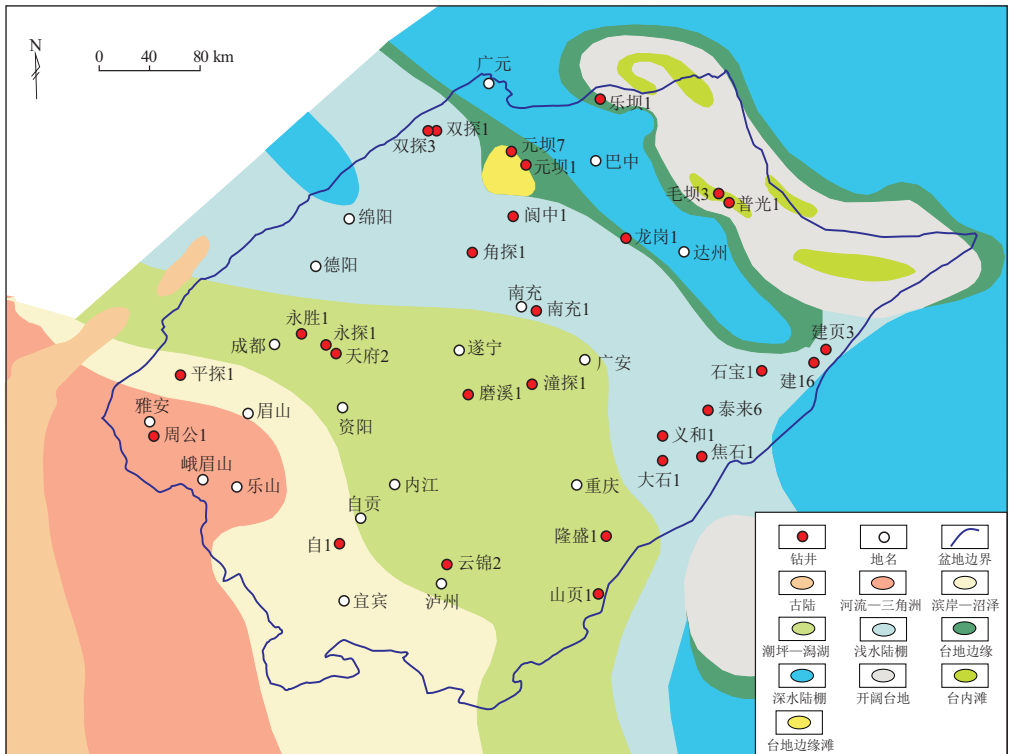 N
0 40 80 km
广元
乐坝1
双探1
双探3
元坝7
元坝1
巴中
毛坝3
普光1
绵阳
阆中1
龙岗1
达州
角探1
德阳
南充
南充1
永胜1
永探1
成都
天府2
遂宁
广安
建页3
石宝1
建16
平探1
磨溪1
潼探1
雅安
眉山
资阳
泰来6
周公1
义和1
焦石1
大石1
峨眉山
乐山
内江
重庆
自贡
自1
隆盛1
云锦2
泸州
宜宾
山页1
钻井 地名 盆地边界
古陆 河流—三角洲 滨岸—沼泽
潮坪—潟湖 浅水陆棚 台地边缘
深水陆棚 开阔台地 台内滩
台地边缘滩